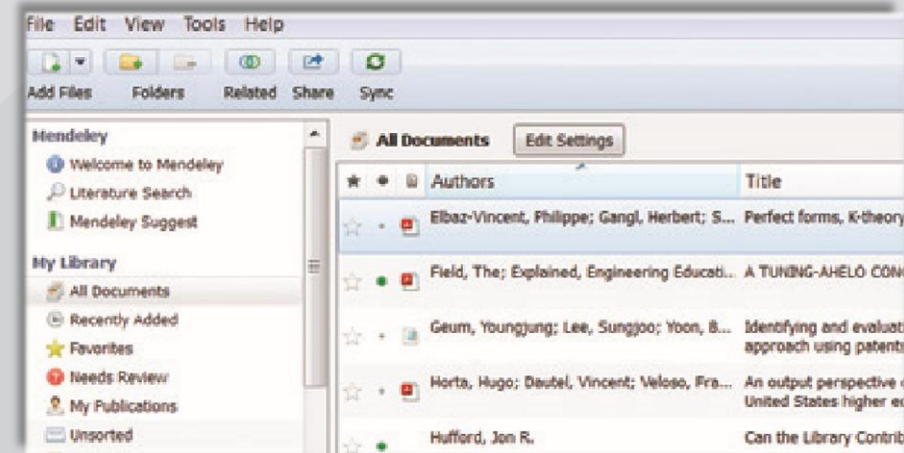 File Edit View Tools Help
Add Files Folders Related Share Sync
Mendeley
Welcome to Mendeley
Literature Search
Mendeley Suggest
My Library
All Documents
Recently Added
Favorites
Needs Review
My Publications
Unsorted
All Documents Edit Settings
Authors Title
Elbaz-Vincent, Philippe; Gangl, Herbert; S... Perfect forms, K-theory
Field, The; Explained, Engineering Educati... A TUNING-AHELO CON
Geum, Youngjung; Lee, Sungjoo; Yoon, B... Identifying and evaluati
approach using patents
Horta, Hugo; Dautel, Vincent; Veloso, Fra... An output perspective
United States higher ed
Hufford, Jon R. Can the Library Contrib